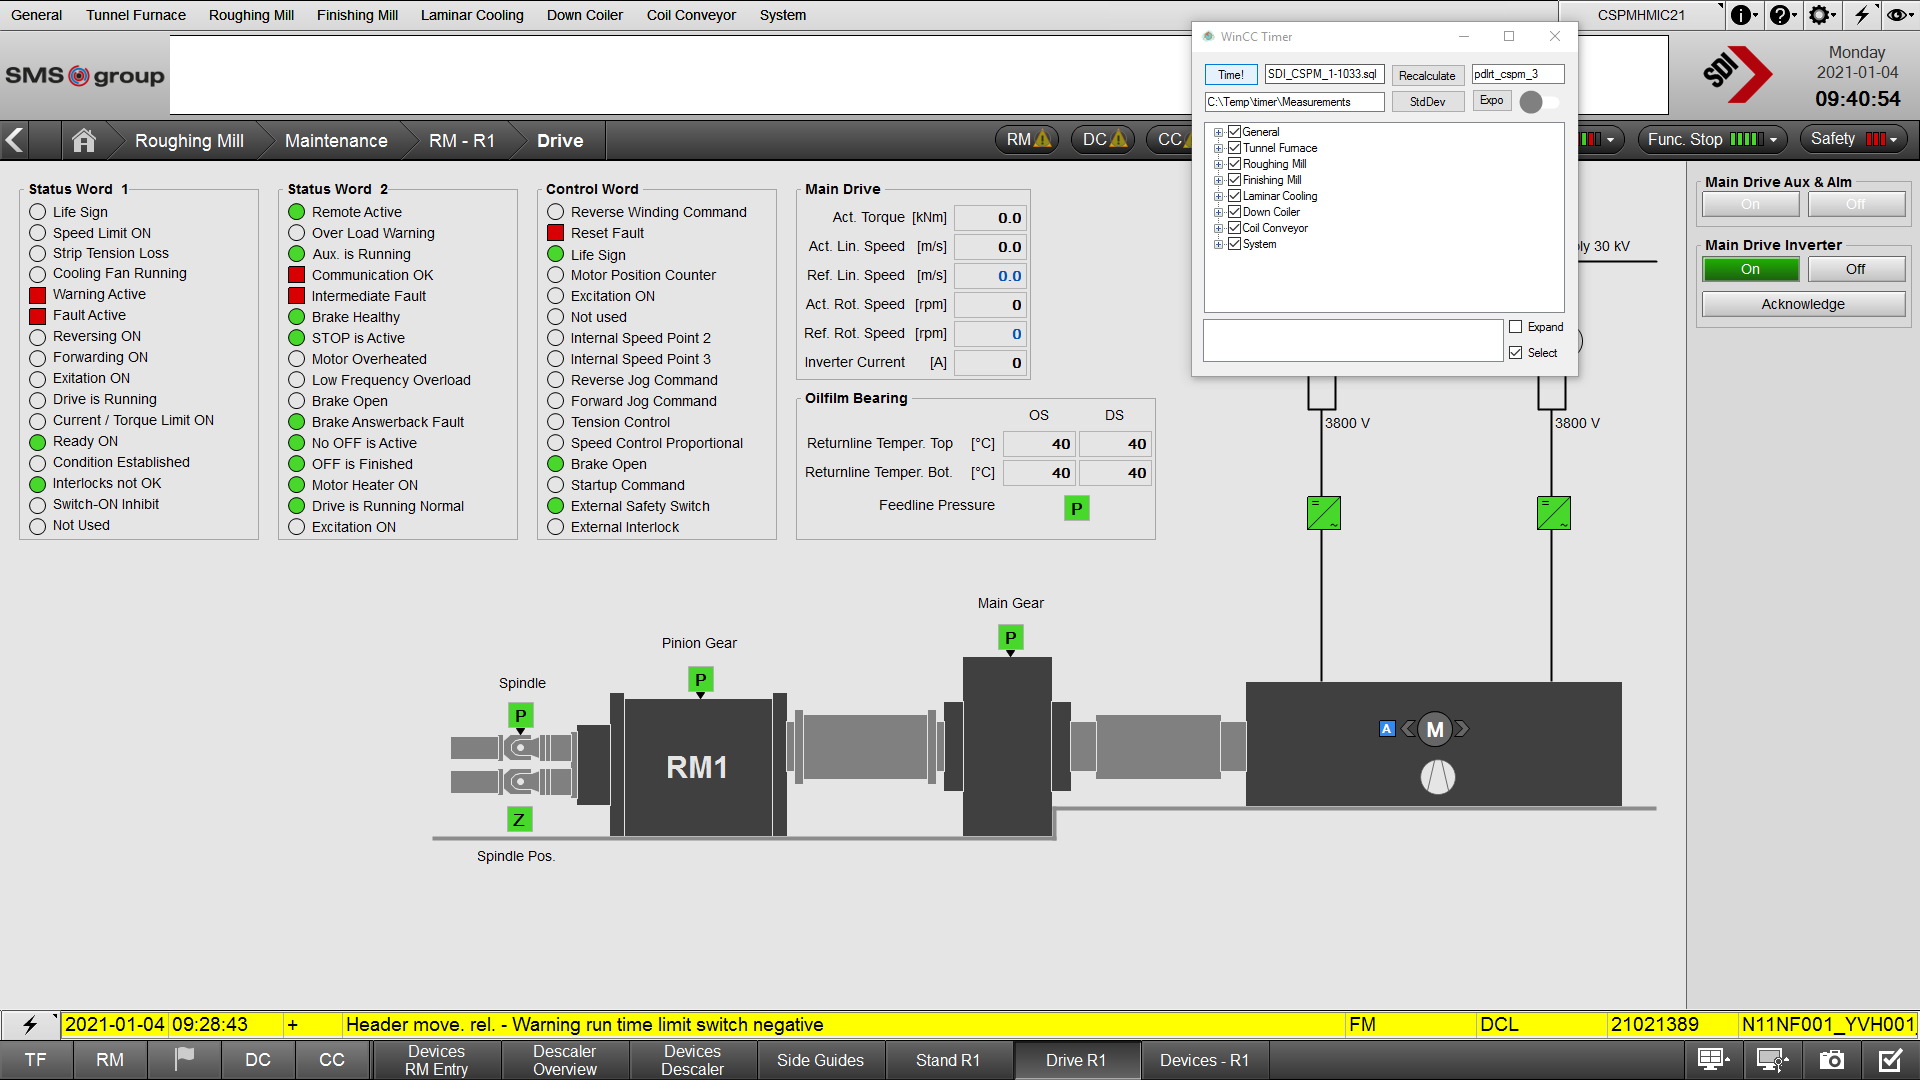 General Tunnel Furnace Roughing Mill Finishing Mill Laminar Cooling Down Coiler Coil Conveyor System CSPMHMIC21
SMS group
SDI
Monday
2021-01-04
09:40:54
WinCC Timer
Time! SDI_CSPM_1-1033.sql Recalculate pdlrt_cspm_3
C:\Temp\timer\Measurements StdDev Expo
General
Tunnel Furnace
Roughing Mill
Finishing Mill
Laminar Cooling
Down Coiler
Coil Conveyor
System
Expand
Select
Roughing Mill Maintenance RM - R1 Drive RM DC CC Func. Stop Safety
Status Word 1
Life Sign
Speed Limit ON
Strip Tension Loss
Cooling Fan Running
Warning Active
Fault Active
Reversing ON
Forwarding ON
Exitation ON
Drive is Running
Current / Torque Limit ON
Ready ON
Condition Established
Interlocks not OK
Switch-ON Inhibit
Not Used
Status Word 2
Remote Active
Over Load Warning
Aux. is Running
Communication OK
Intermediate Fault
Brake Healthy
STOP is Active
Motor Overheated
Low Frequency Overload
Brake Open
Brake Answerback Fault
No OFF is Active
OFF is Finished
Motor Heater ON
Drive is Running Normal
Excitation ON
Control Word
Reverse Winding Command
Reset Fault
Life Sign
Motor Position Counter
Excitation ON
Not used
Internal Speed Point 2
Internal Speed Point 3
Reverse Jog Command
Forward Jog Command
Tension Control
Speed Control Proportional
Brake Open
Startup Command
External Safety Switch
External Interlock
Main Drive
Act. Torque [kNm] 0.0
Act. Lin. Speed [m/s] 0.0
Ref. Lin. Speed [m/s] 0.0
Act. Rot. Speed [rpm] 0
Ref. Rot. Speed [rpm] 0
Inverter Current [A] 0
Oilfilm Bearing
OS DS
Returnline Temper. Top [°C] 40 40
Returnline Temper. Bot. [°C] 40 40
Feedline Pressure P
Main Drive Aux & Alm
On Off
Main Drive Inverter
On Off
Acknowledge
30 kV
3800 V 3800 V
= ~ = ~
Main Gear
P
Pinion Gear
P
Spindle
P
RM1
A M
Z
Spindle Pos.
2021-01-04 09:28:43 + Header move. rel. - Warning run time limit switch negative FM DCL 21021389 N11NF001_YVH001
TF RM DC CC Devices RM Entry Descaler Overview Devices Descaler Side Guides Stand R1 Drive R1 Devices - R1